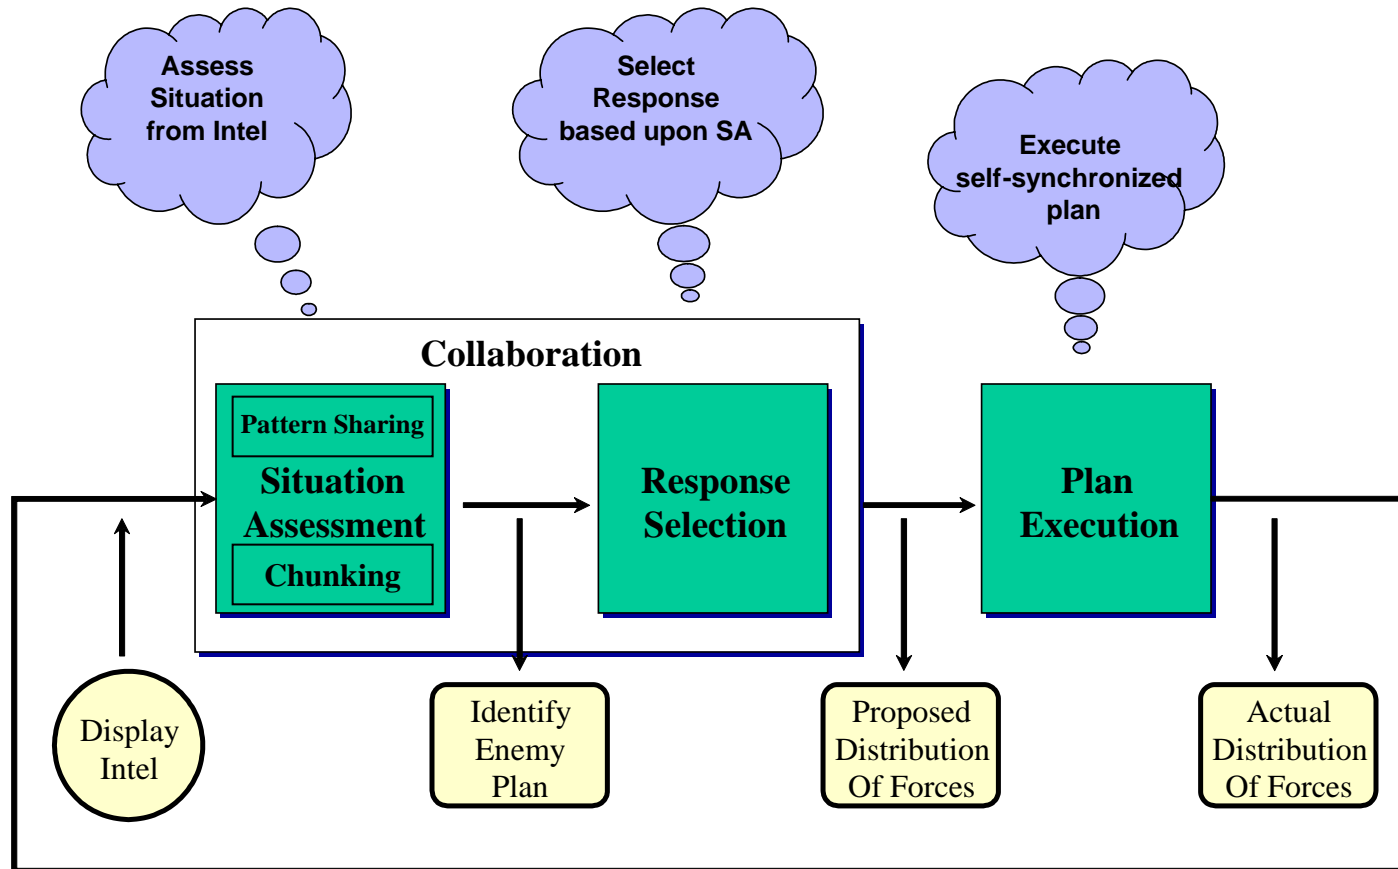 Assess
Situation
from Intel
Select
Response
based upon SA
Execute
self-synchronized
plan
Collaboration
Pattern Sharing
Situation
Assessment
Chunking
Response
Selection
Plan
Execution
Display
Intel
Identify
Enemy
Plan
Proposed
Distribution
Of Forces
Actual
Distribution
Of Forces